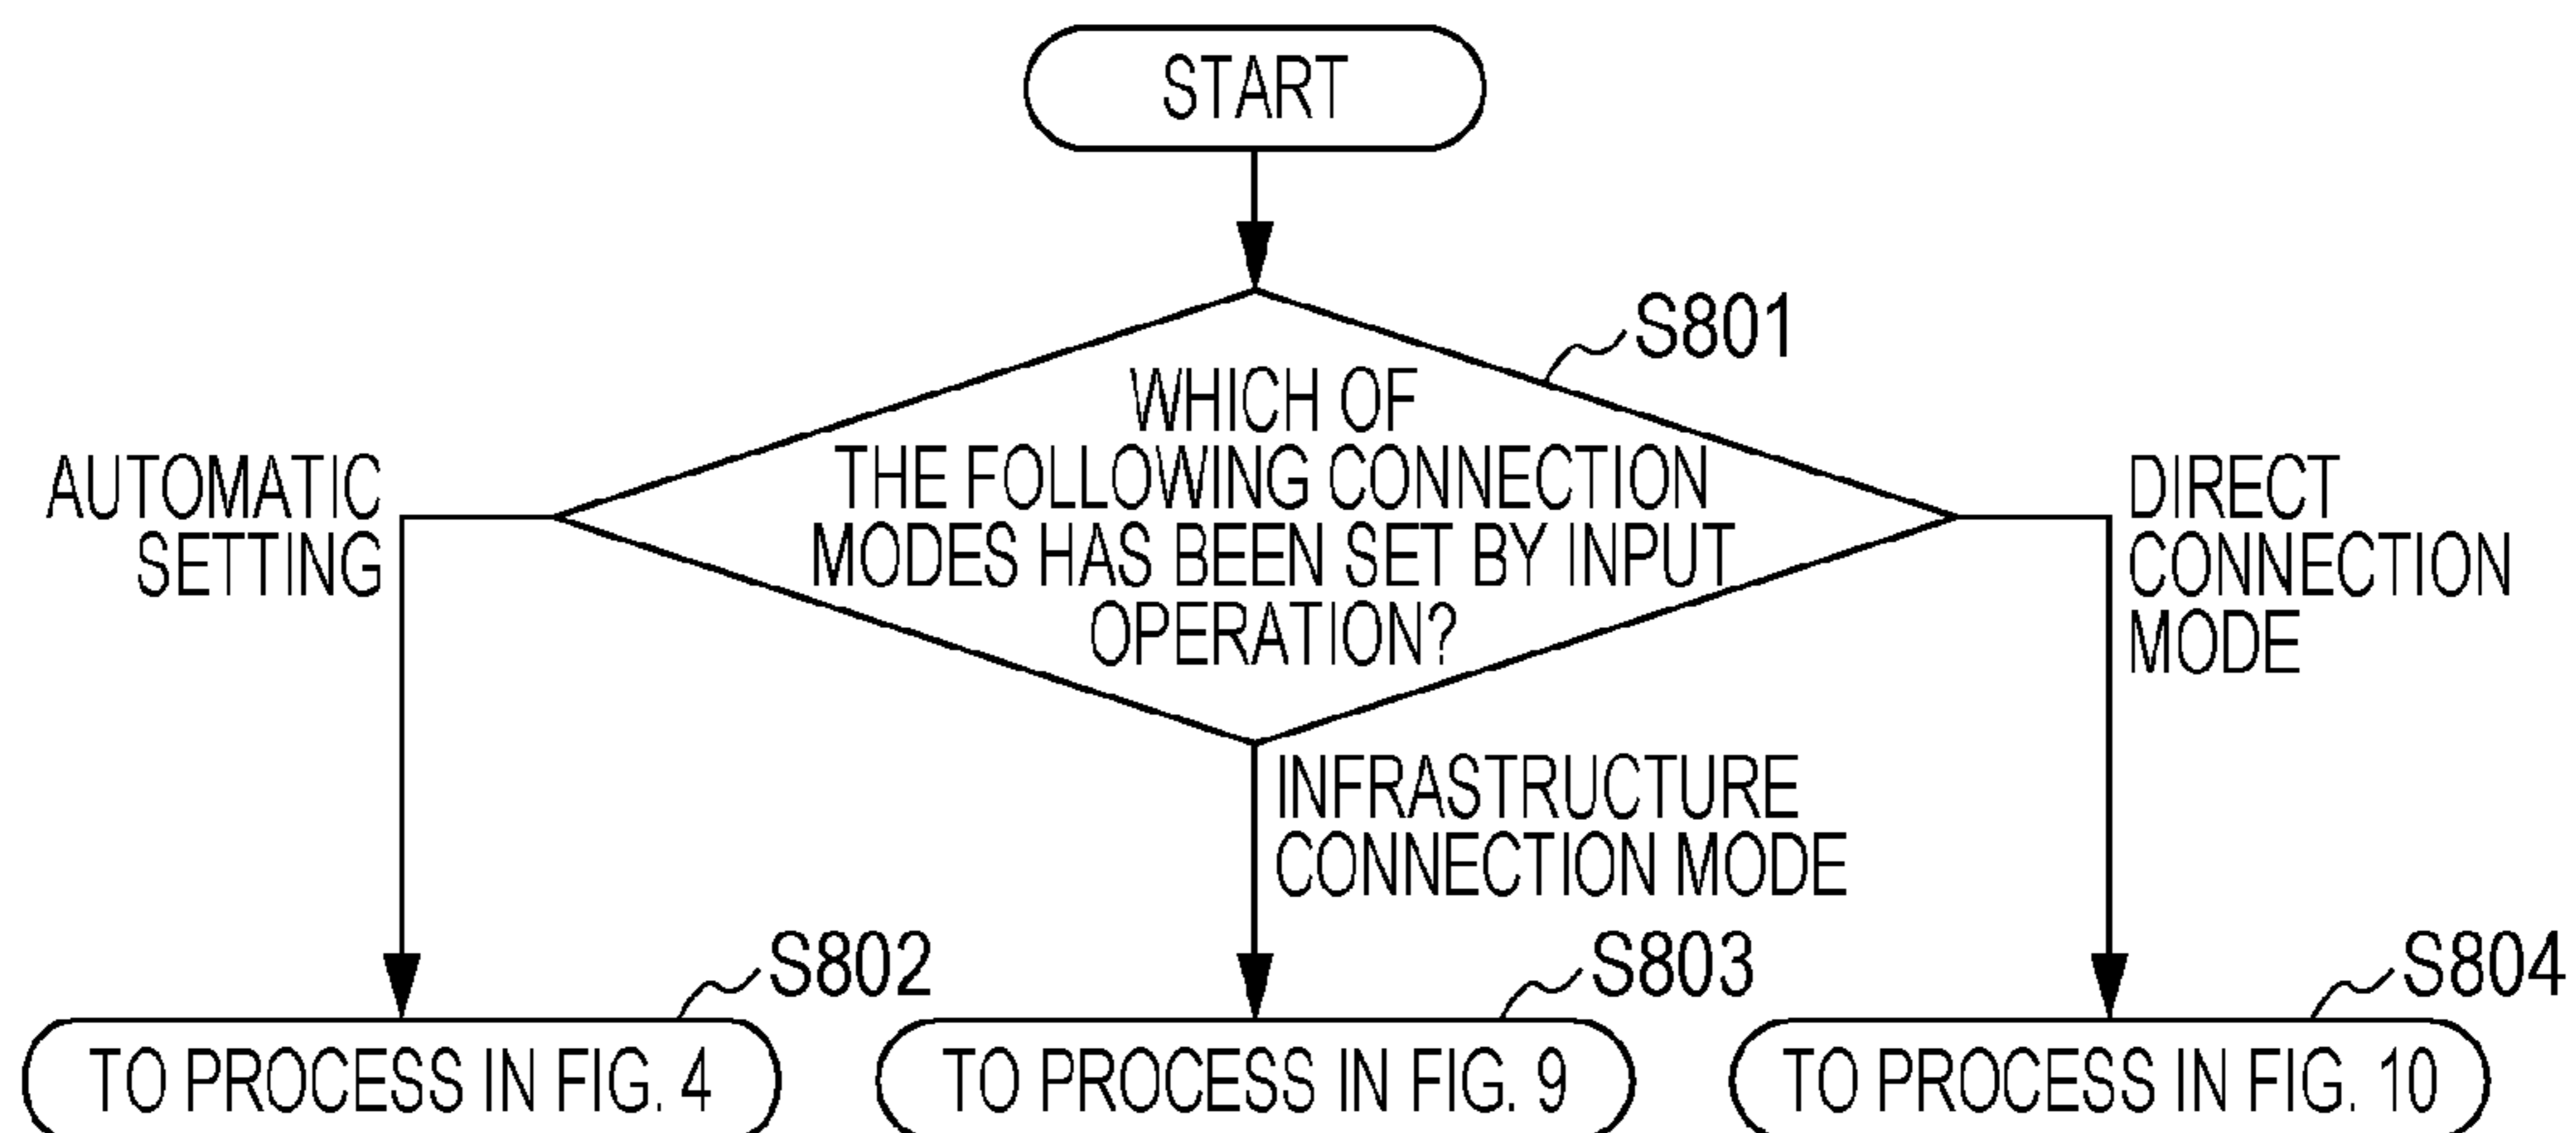 START
S801
WHICH OF
THE FOLLOWING CONNECTION
MODES HAS BEEN SET BY INPUT
OPERATION?
AUTOMATIC
SETTING
DIRECT
CONNECTION
MODE
INFRASTRUCTURE
CONNECTION MODE
S802
TO PROCESS IN FIG. 4
S803
TO PROCESS IN FIG. 9
S804
TO PROCESS IN FIG. 10